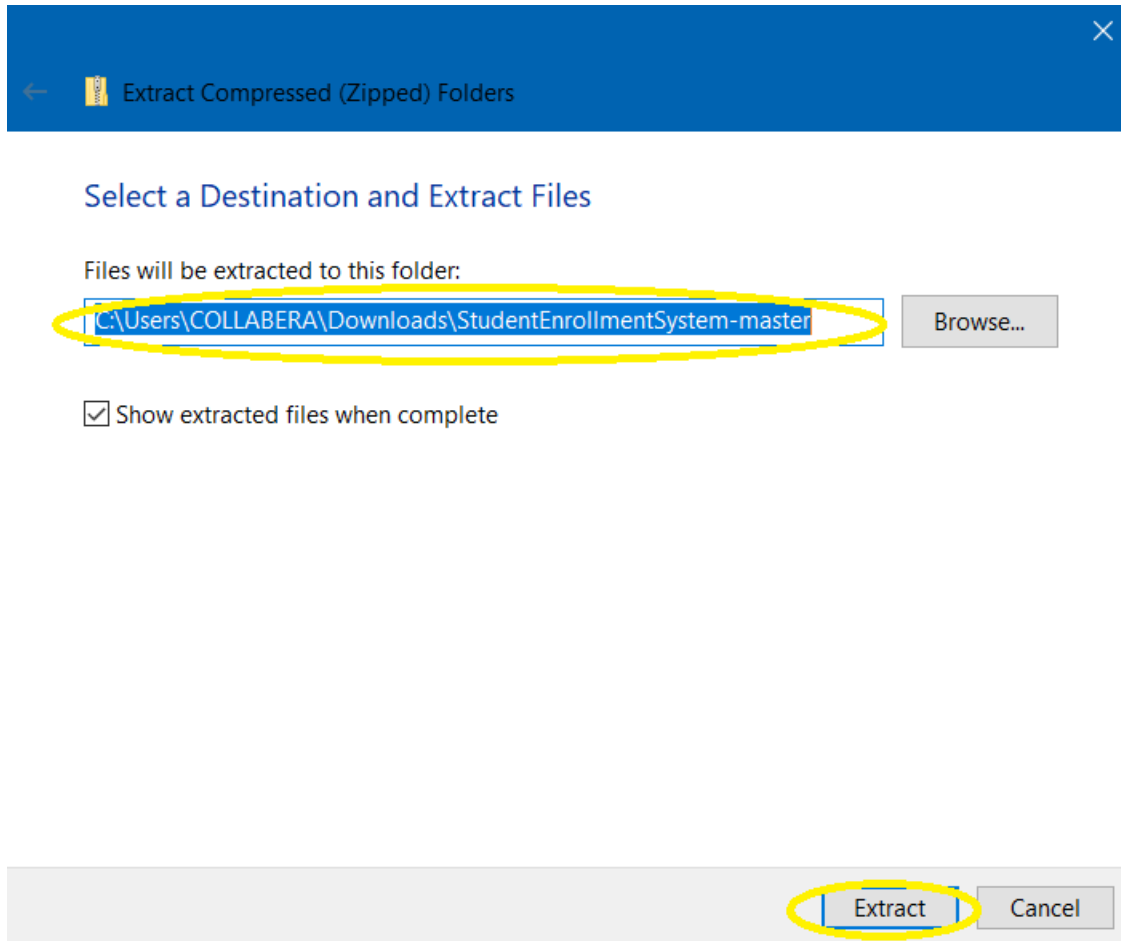 Extract Compressed (Zipped) Folders
Select a Destination and Extract Files
Files will be extracted to this folder:
C:\Users\COLLABERA\Downloads\StudentEnrollmentSystem-master
Browse...
Show extracted files when complete
Extract
Cancel